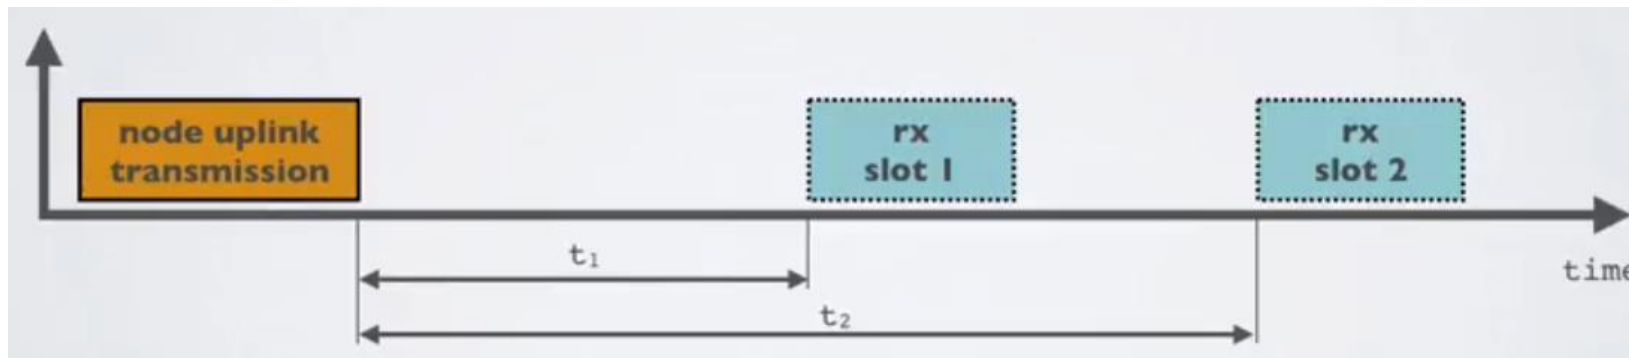 node uplink
transmission
rx
slot 1
rx
slot 2
t₁
time
t₂